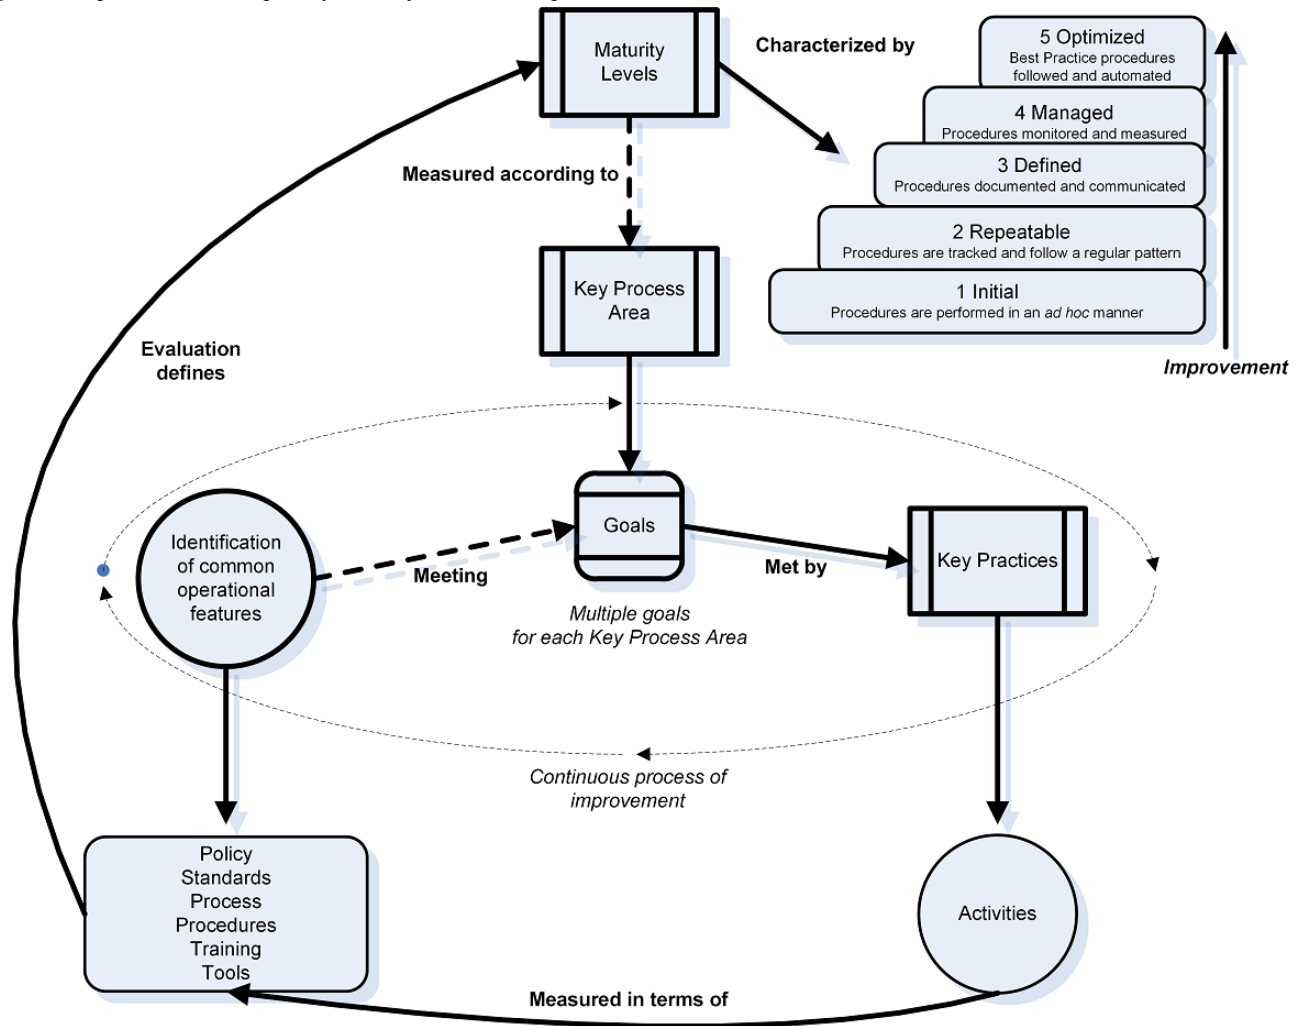 Maturity
Levels
Characterized by
5 Optimized
Best Practice procedures
followed and automated
4 Managed
Procedures monitored and measured
3 Defined
Procedures documented and communicated
2 Repeatable
Procedures are tracked and follow a regular pattern
1 Initial
Procedures are performed in an ad hoc manner
Improvement
Measured according to
Key Process
Area
Evaluation
defines
Identification
of common
operational
features
Meeting
Goals
Met by
Key Practices
Multiple goals
for each Key Process Area
Continuous process of
improvement
Policy
Standards
Process
Procedures
Training
Tools
Activities
Measured in terms of